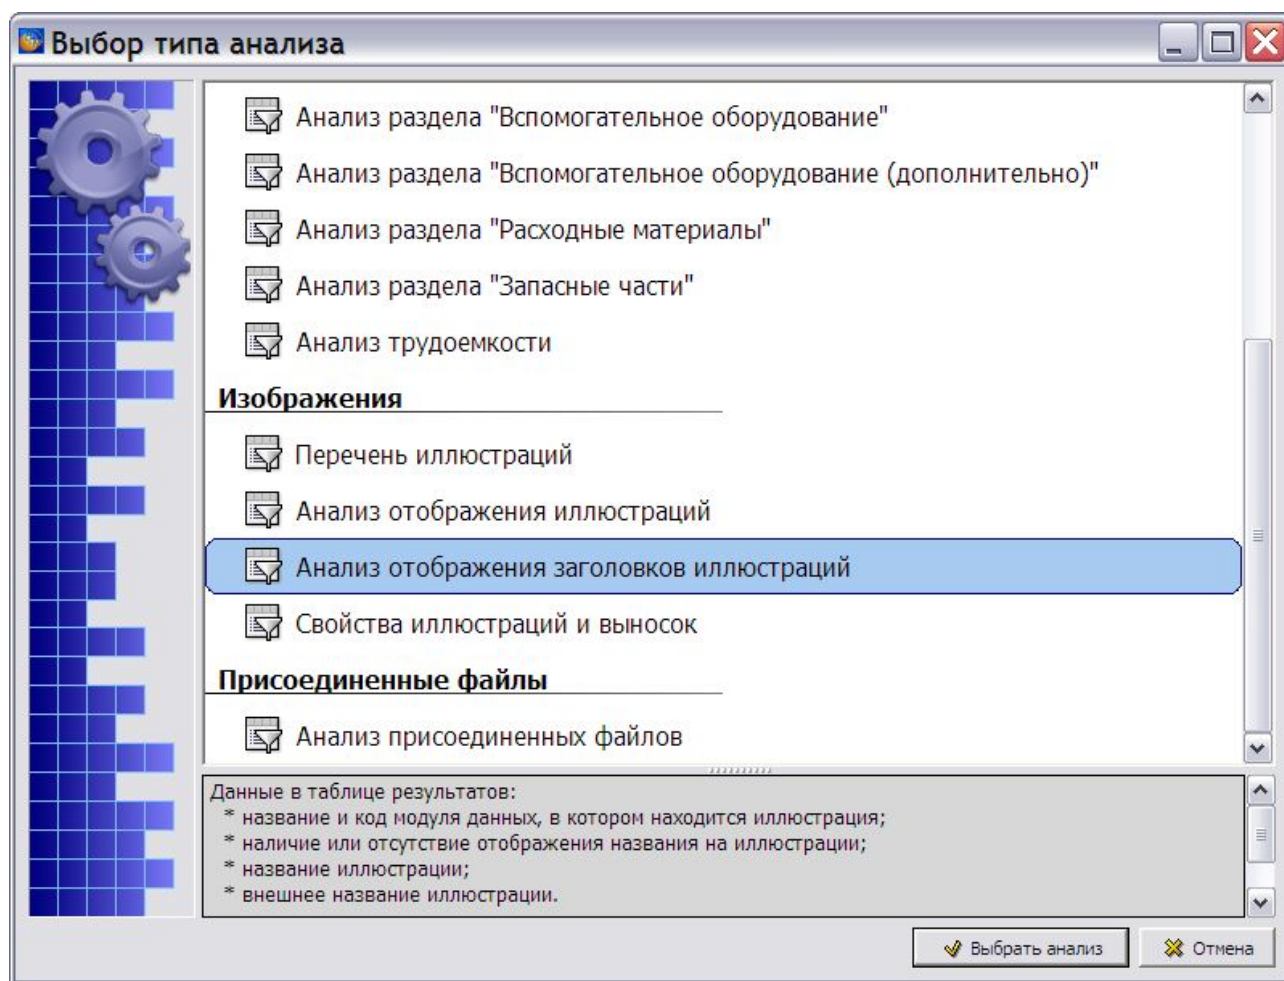 Выбор типа анализа
Анализ раздела "Вспомогательное оборудование"
Анализ раздела "Вспомогательное оборудование (дополнительно)"
Анализ раздела "Расходные материалы"
Анализ раздела "Запасные части"
Анализ трудоемкости
Изображения
Перечень иллюстраций
Анализ отображения иллюстраций
Анализ отображения заголовков иллюстраций
Свойства иллюстраций и выносок
Присоединенные файлы
Анализ присоединенных файлов
Данные в таблице результатов:
* название и код модуля данных, в котором находится иллюстрация;
* наличие или отсутствие отображения названия на иллюстрации;
* название иллюстрации;
* внешнее название иллюстрации.
Выбрать анализ
Отмена